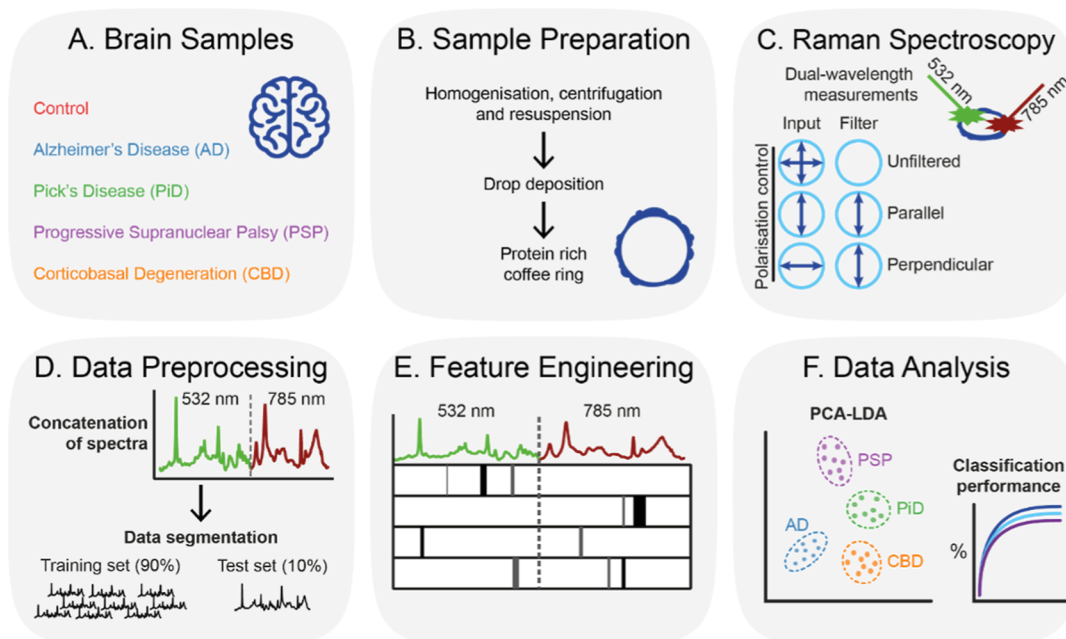 A. Brain Samples
Control
Alzheimer's Disease (AD)
Pick's Disease (PiD)
Progressive Supranuclear Palsy (PSP)
Corticobasal Degeneration (CBD)
B. Sample Preparation
Homogenisation, centrifugation
and resuspension
Drop deposition
Protein rich
coffee ring
C. Raman Spectroscopy
Dual-wavelength
measurements
532 nm
785 nm
Input Filter
Polarisation control
Unfiltered
Parallel
Perpendicular
D. Data Preprocessing
Concatenation
of spectra
532 nm 785 nm
Data segmentation
Training set (90%) Test set (10%)
E. Feature Engineering
532 nm 785 nm
F. Data Analysis
PCA-LDA
PSP
PiD
AD
CBD
Classification
performance
%